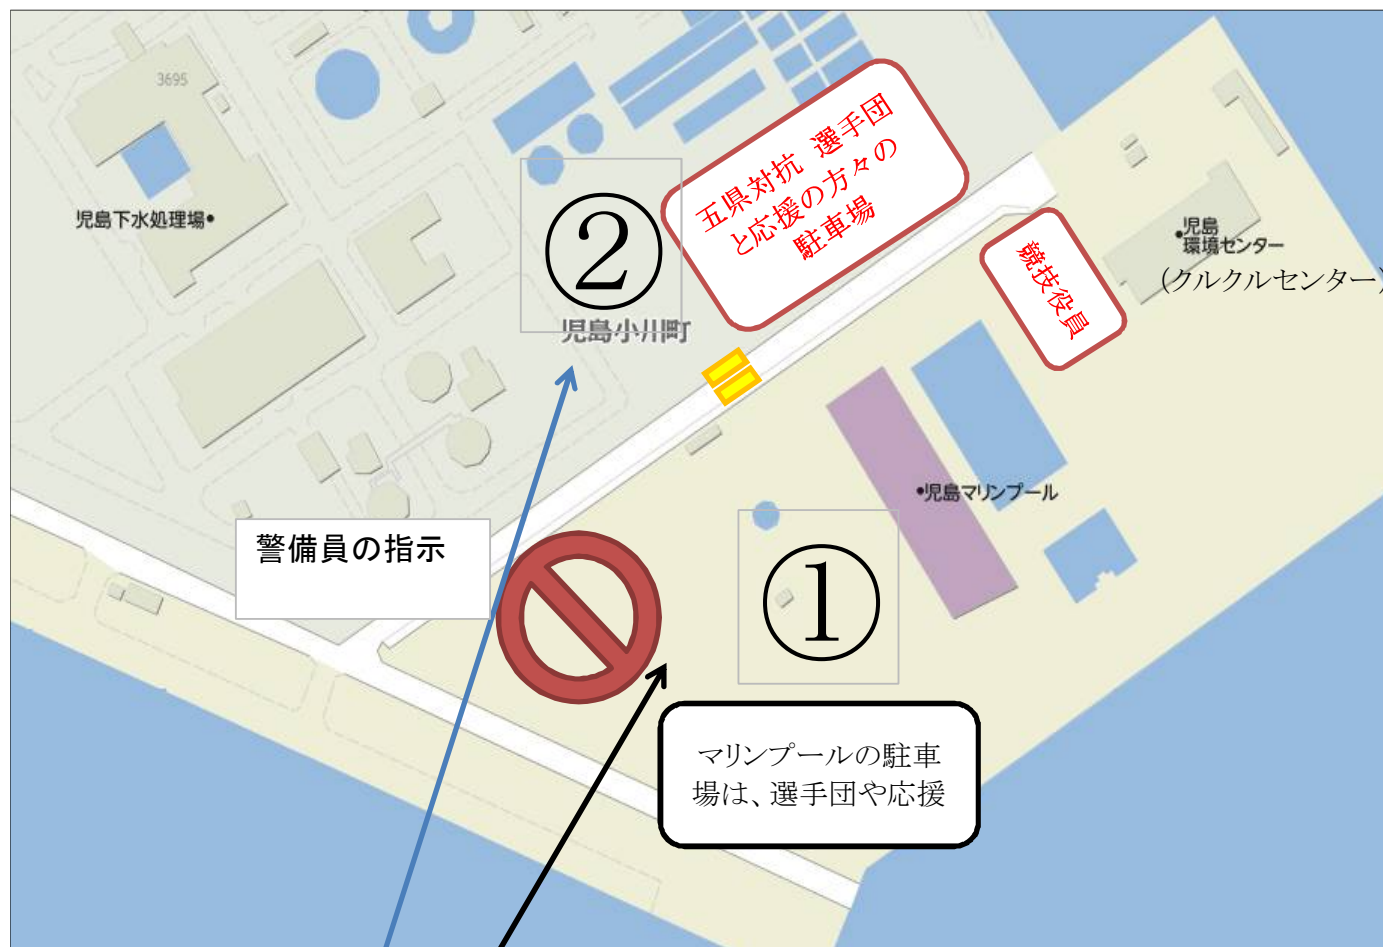 3695
五県対抗 選手団
と応援の方々の
駐車場
児島下水処理場
②
児島小川町
競技役員
児島
環境センター
(クルクルセンター)
児島マリンプール
警備員の指示
①
マリンプールの駐車
場は、選手団や応援